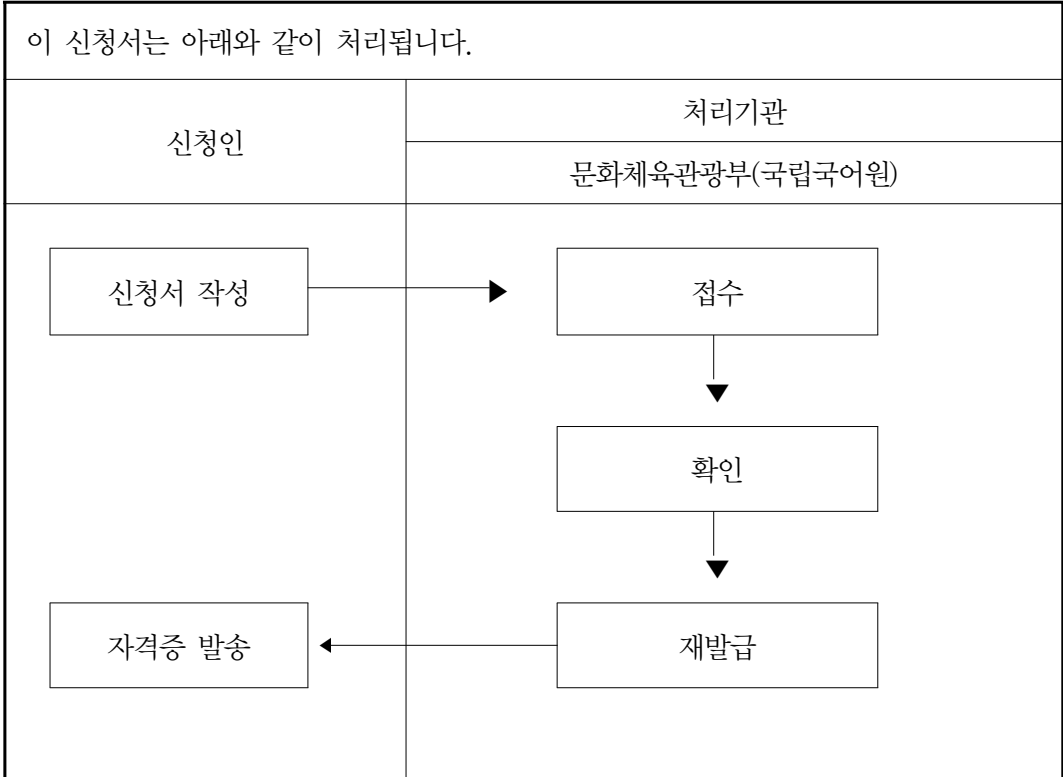 이 신청서는 아래와 같이 처리됩니다.
신청인
처리기관
문화체육관광부(국립국어원)
신청서 작성
접수
확인
자격증 발송
재발급